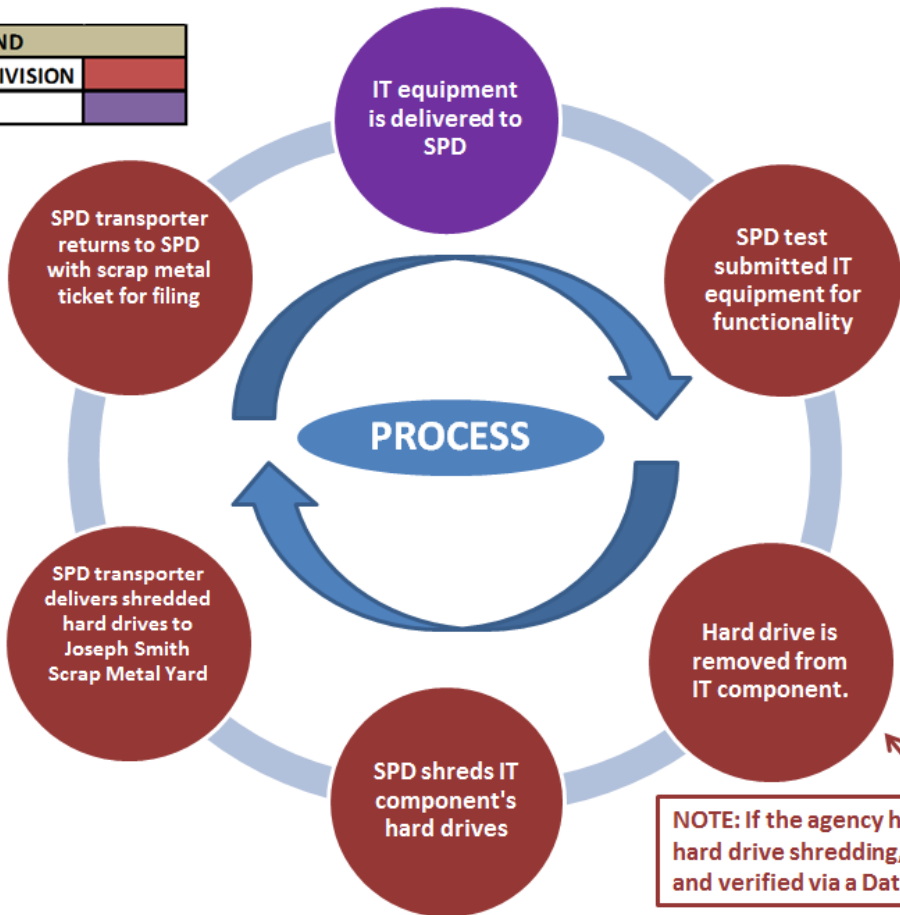 ND
IVISION
IT equipment
is delivered to
SPD
SPD test
submitted IT
equipment for
functionality
Hard drive is
removed from
IT component.
NOTE: If the agency h
hard drive shredding,
and verified via a Dat
SPD shreds IT
component's
hard drives
SPD transporter
delivers shredded
hard drives to
Joseph Smith
Scrap Metal Yard
SPD transporter
returns to SPD
with scrap metal
ticket for filing
PROCESS